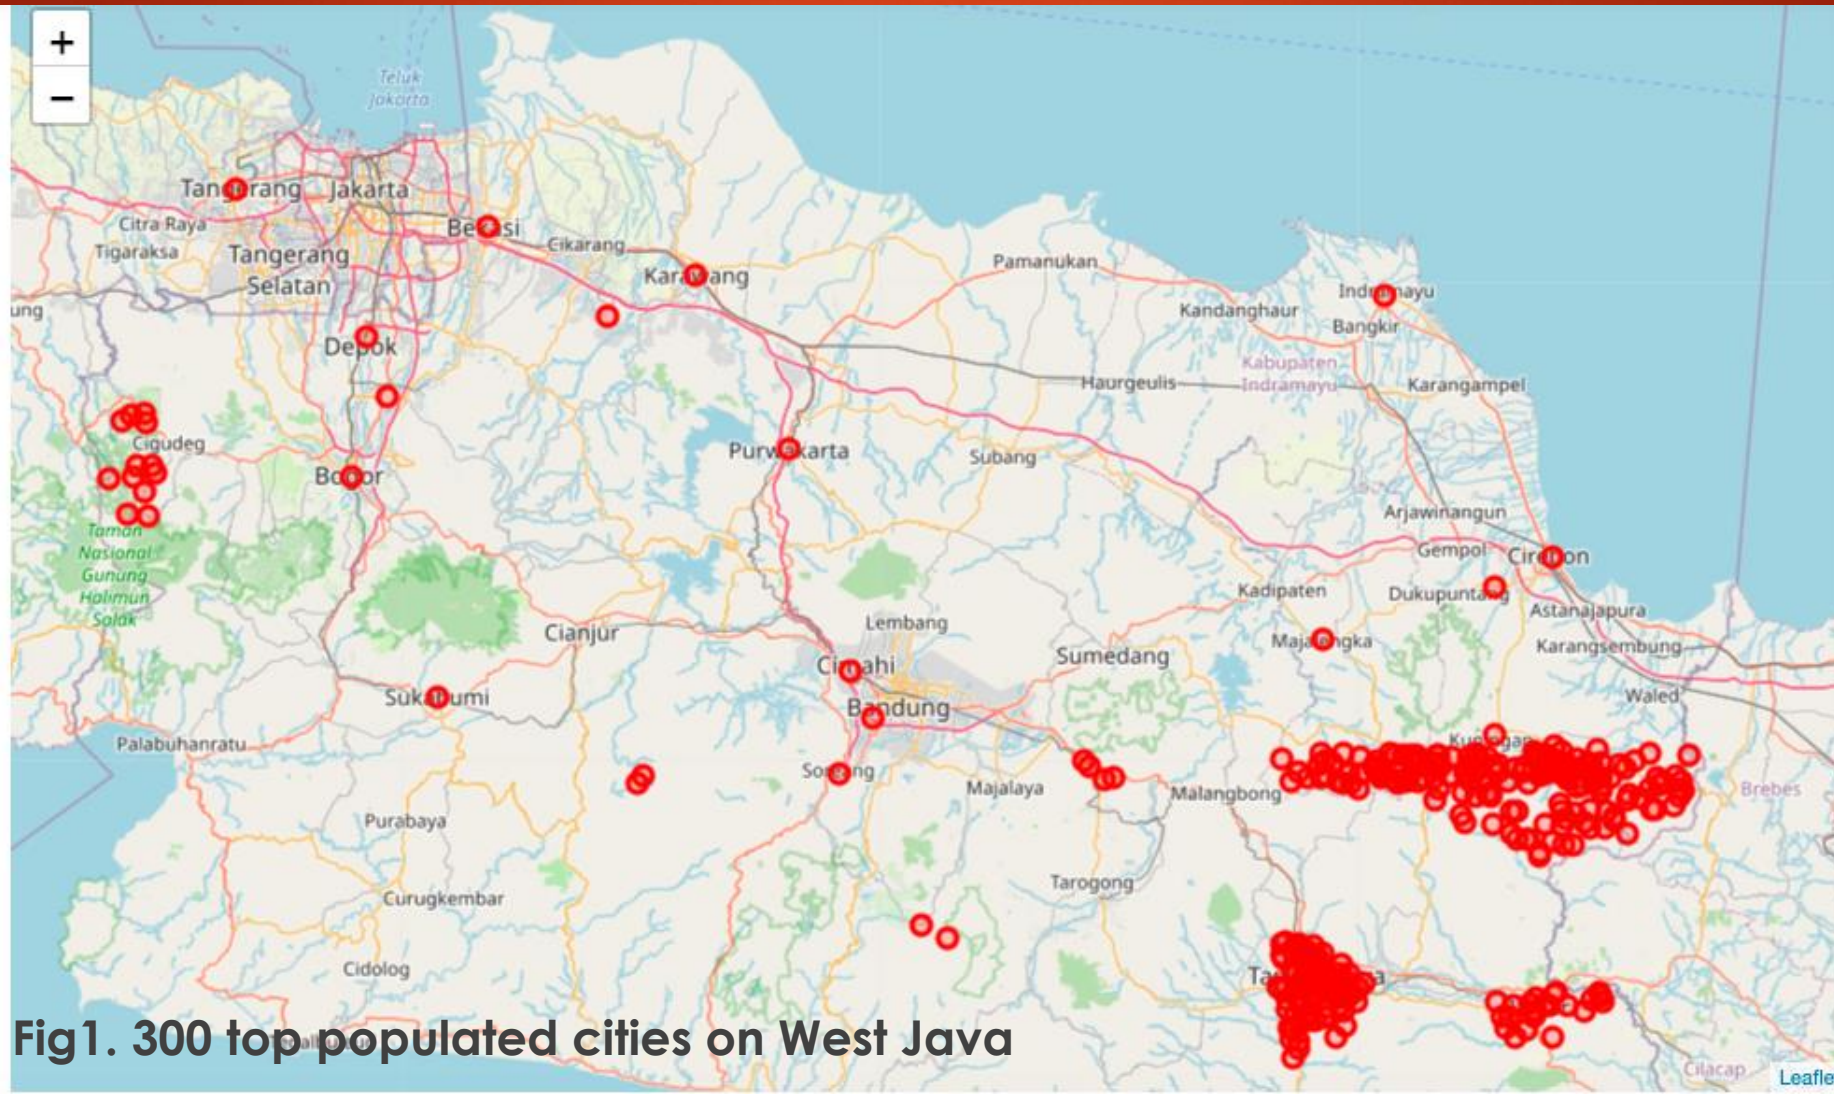 +
−
Teluk
Jakarta
Tangerang
Jakarta
Citra Raya
Bekasi
Tigaraksa
Tangerang
Selatan
Cikarang
Karawang
Pamanukan
ung
Kandanghaur
Indramayu
Bangkir
Depok
Kabupaten
Indramayu
Haurgeulis
Karangampel
Cigudeg
Bogor
Purwakarta
Subang
Arjawinangun
Taman
Nasional
Gunung
Halimun
Salak
Gempol
Cirebon
Kadipaten
Dukupuntang
Astanajapura
Cianjur
Lembang
Majalengka
Karangsembung
Cimahi
Sumedang
Sukabumi
Bandung
Waled
Palabuhanratu
Kuningan
Soreang
Majalaya
Malangbong
Brebes
Purabaya
Tarogong
Curugkembar
Cidolog
Fig1. 300 top populated cities on West Java
Cilacap
Leafle